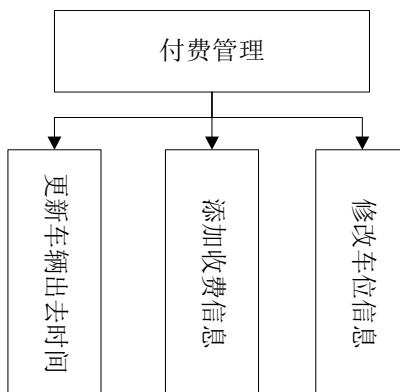 付费管理
更新车辆出去时间
添加收费信息
修改车位信息